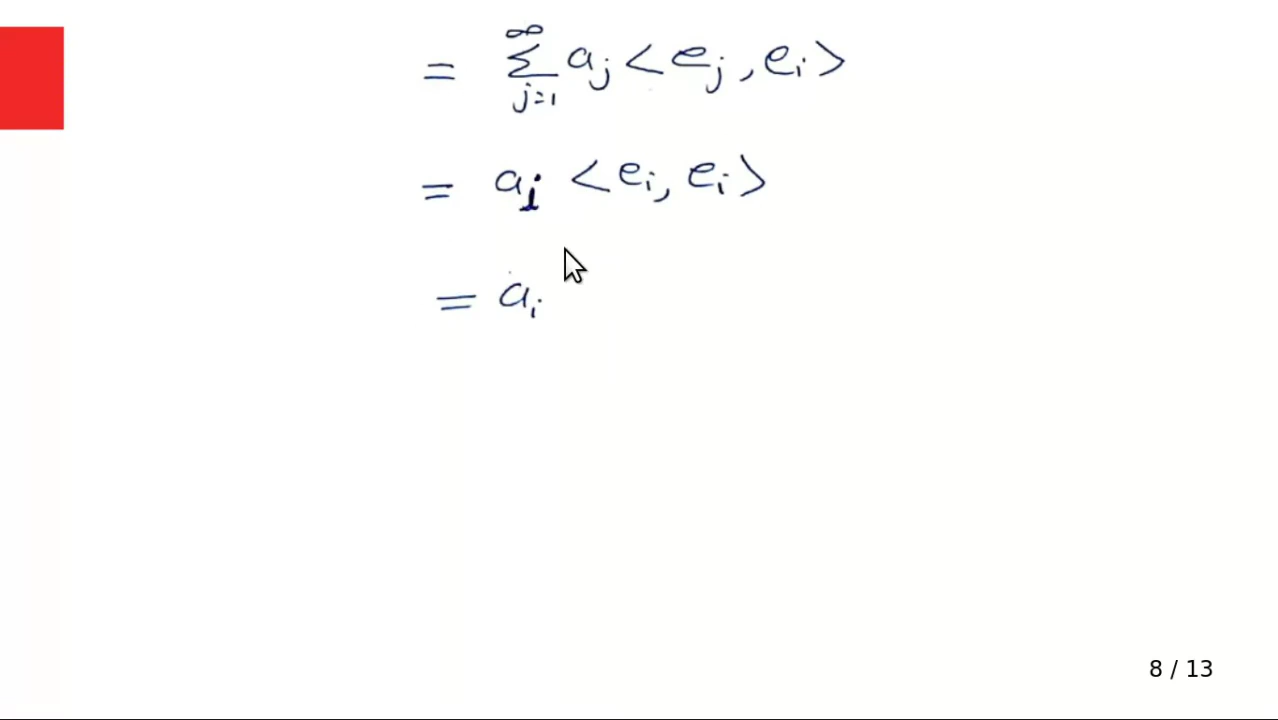 = ∑_{j=1}^{∞} a_j <e_j, e_i>
= a_i <e_i, e_i>
= a_i
8 / 13